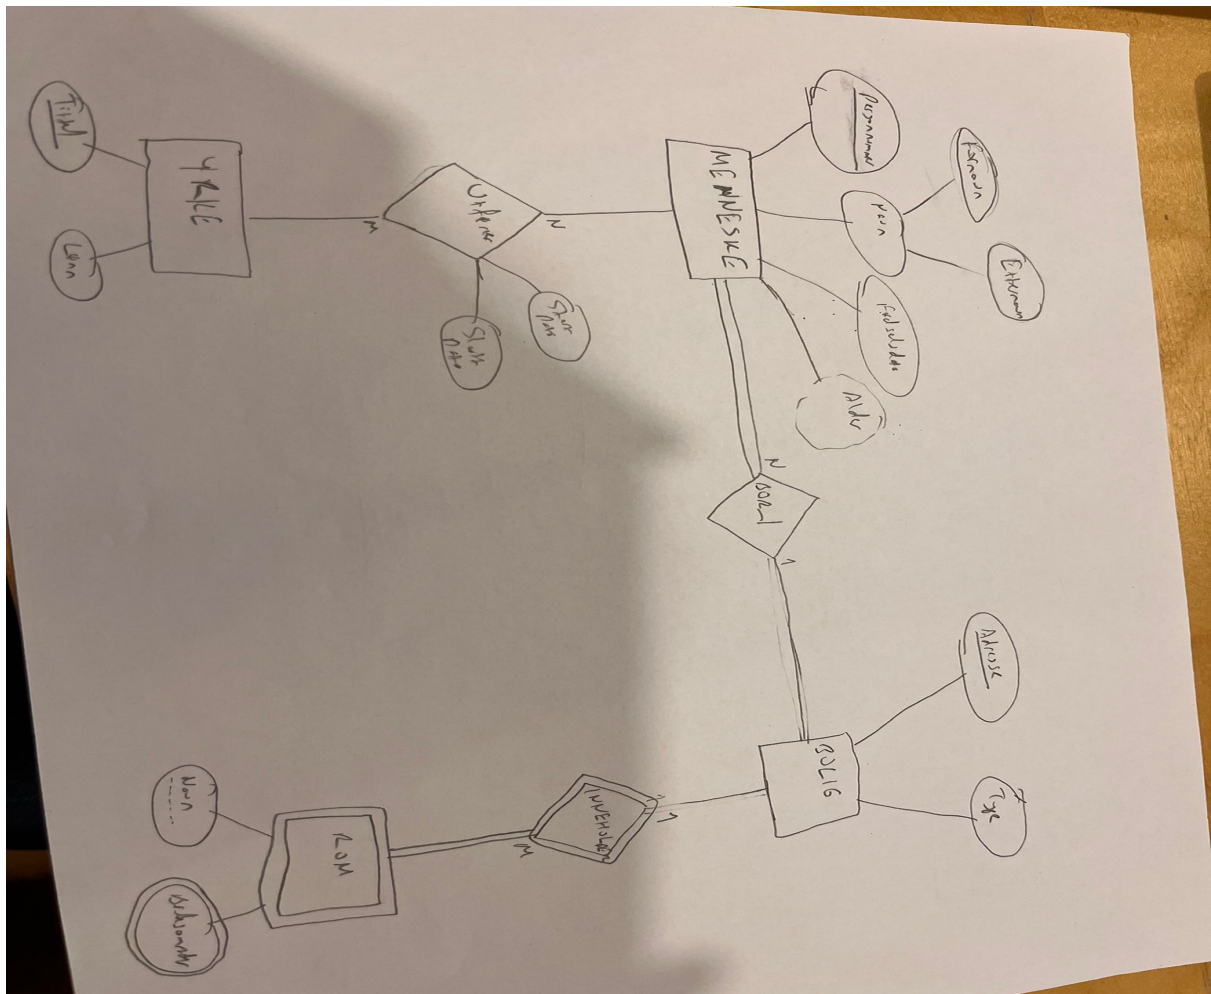 Personnummer
Fornavn
Navn
Etternavn
Fødselsdato
Alder
MENNESKE
N
N
BOR I
1
Adresse
Type
BOLIG
1
INNEHOLDER
M
ROM
Navn
Utfører
Start
Dato
Slutt
Dato
M
YRKE
Tittel
Lønn